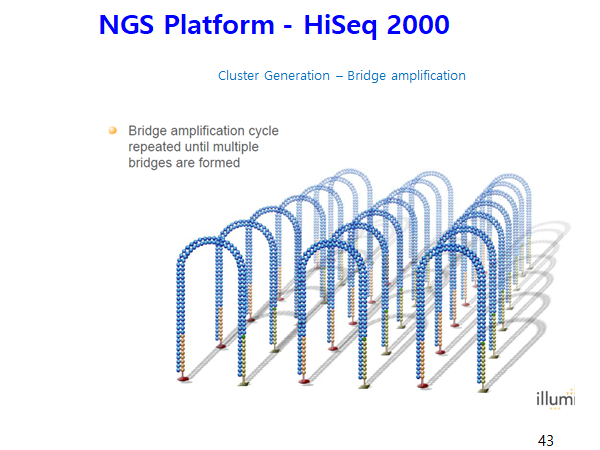 NGS Platform - HiSeq 2000
Cluster Generation – Bridge amplification
Bridge amplification cycle
repeated until multiple
bridges are formed
illumi
43